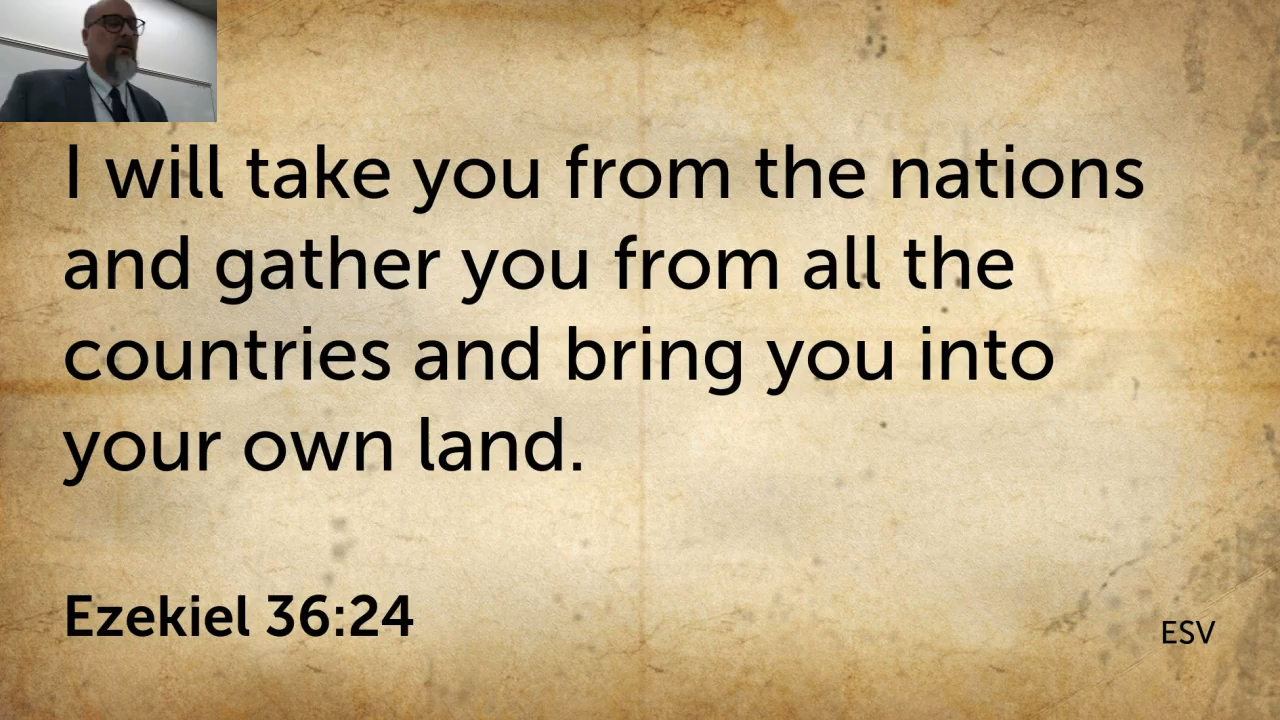 I will take you from the nations
and gather you from all the
countries and bring you into
your own land.
Ezekiel 36:24
ESV